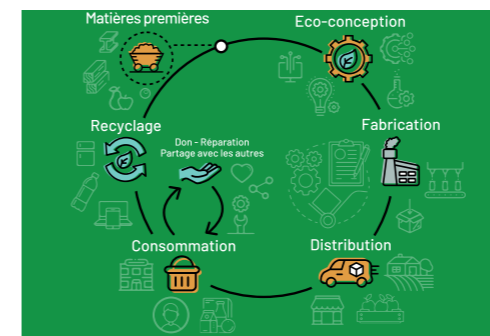 Matières premières
Eco-conception
Recyclage
Don - Réparation
Partage avec les autres
Fabrication
Consommation
Distribution